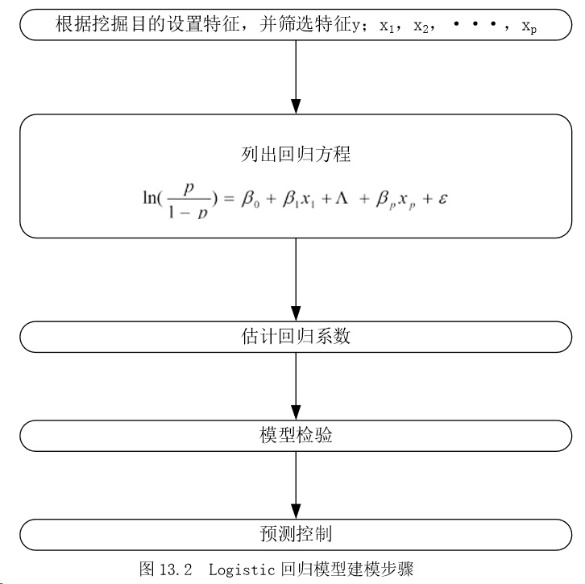 根据挖掘目的设置特征，并筛选特征y；x₁，x₂，···，xₚ
列出回归方程
ln(p/(1 − p)) = β₀ + β₁x₁ + Λ + βₚxₚ + ε
估计回归系数
模型检验
预测控制
图 13.2 Logistic 回归模型建模步骤